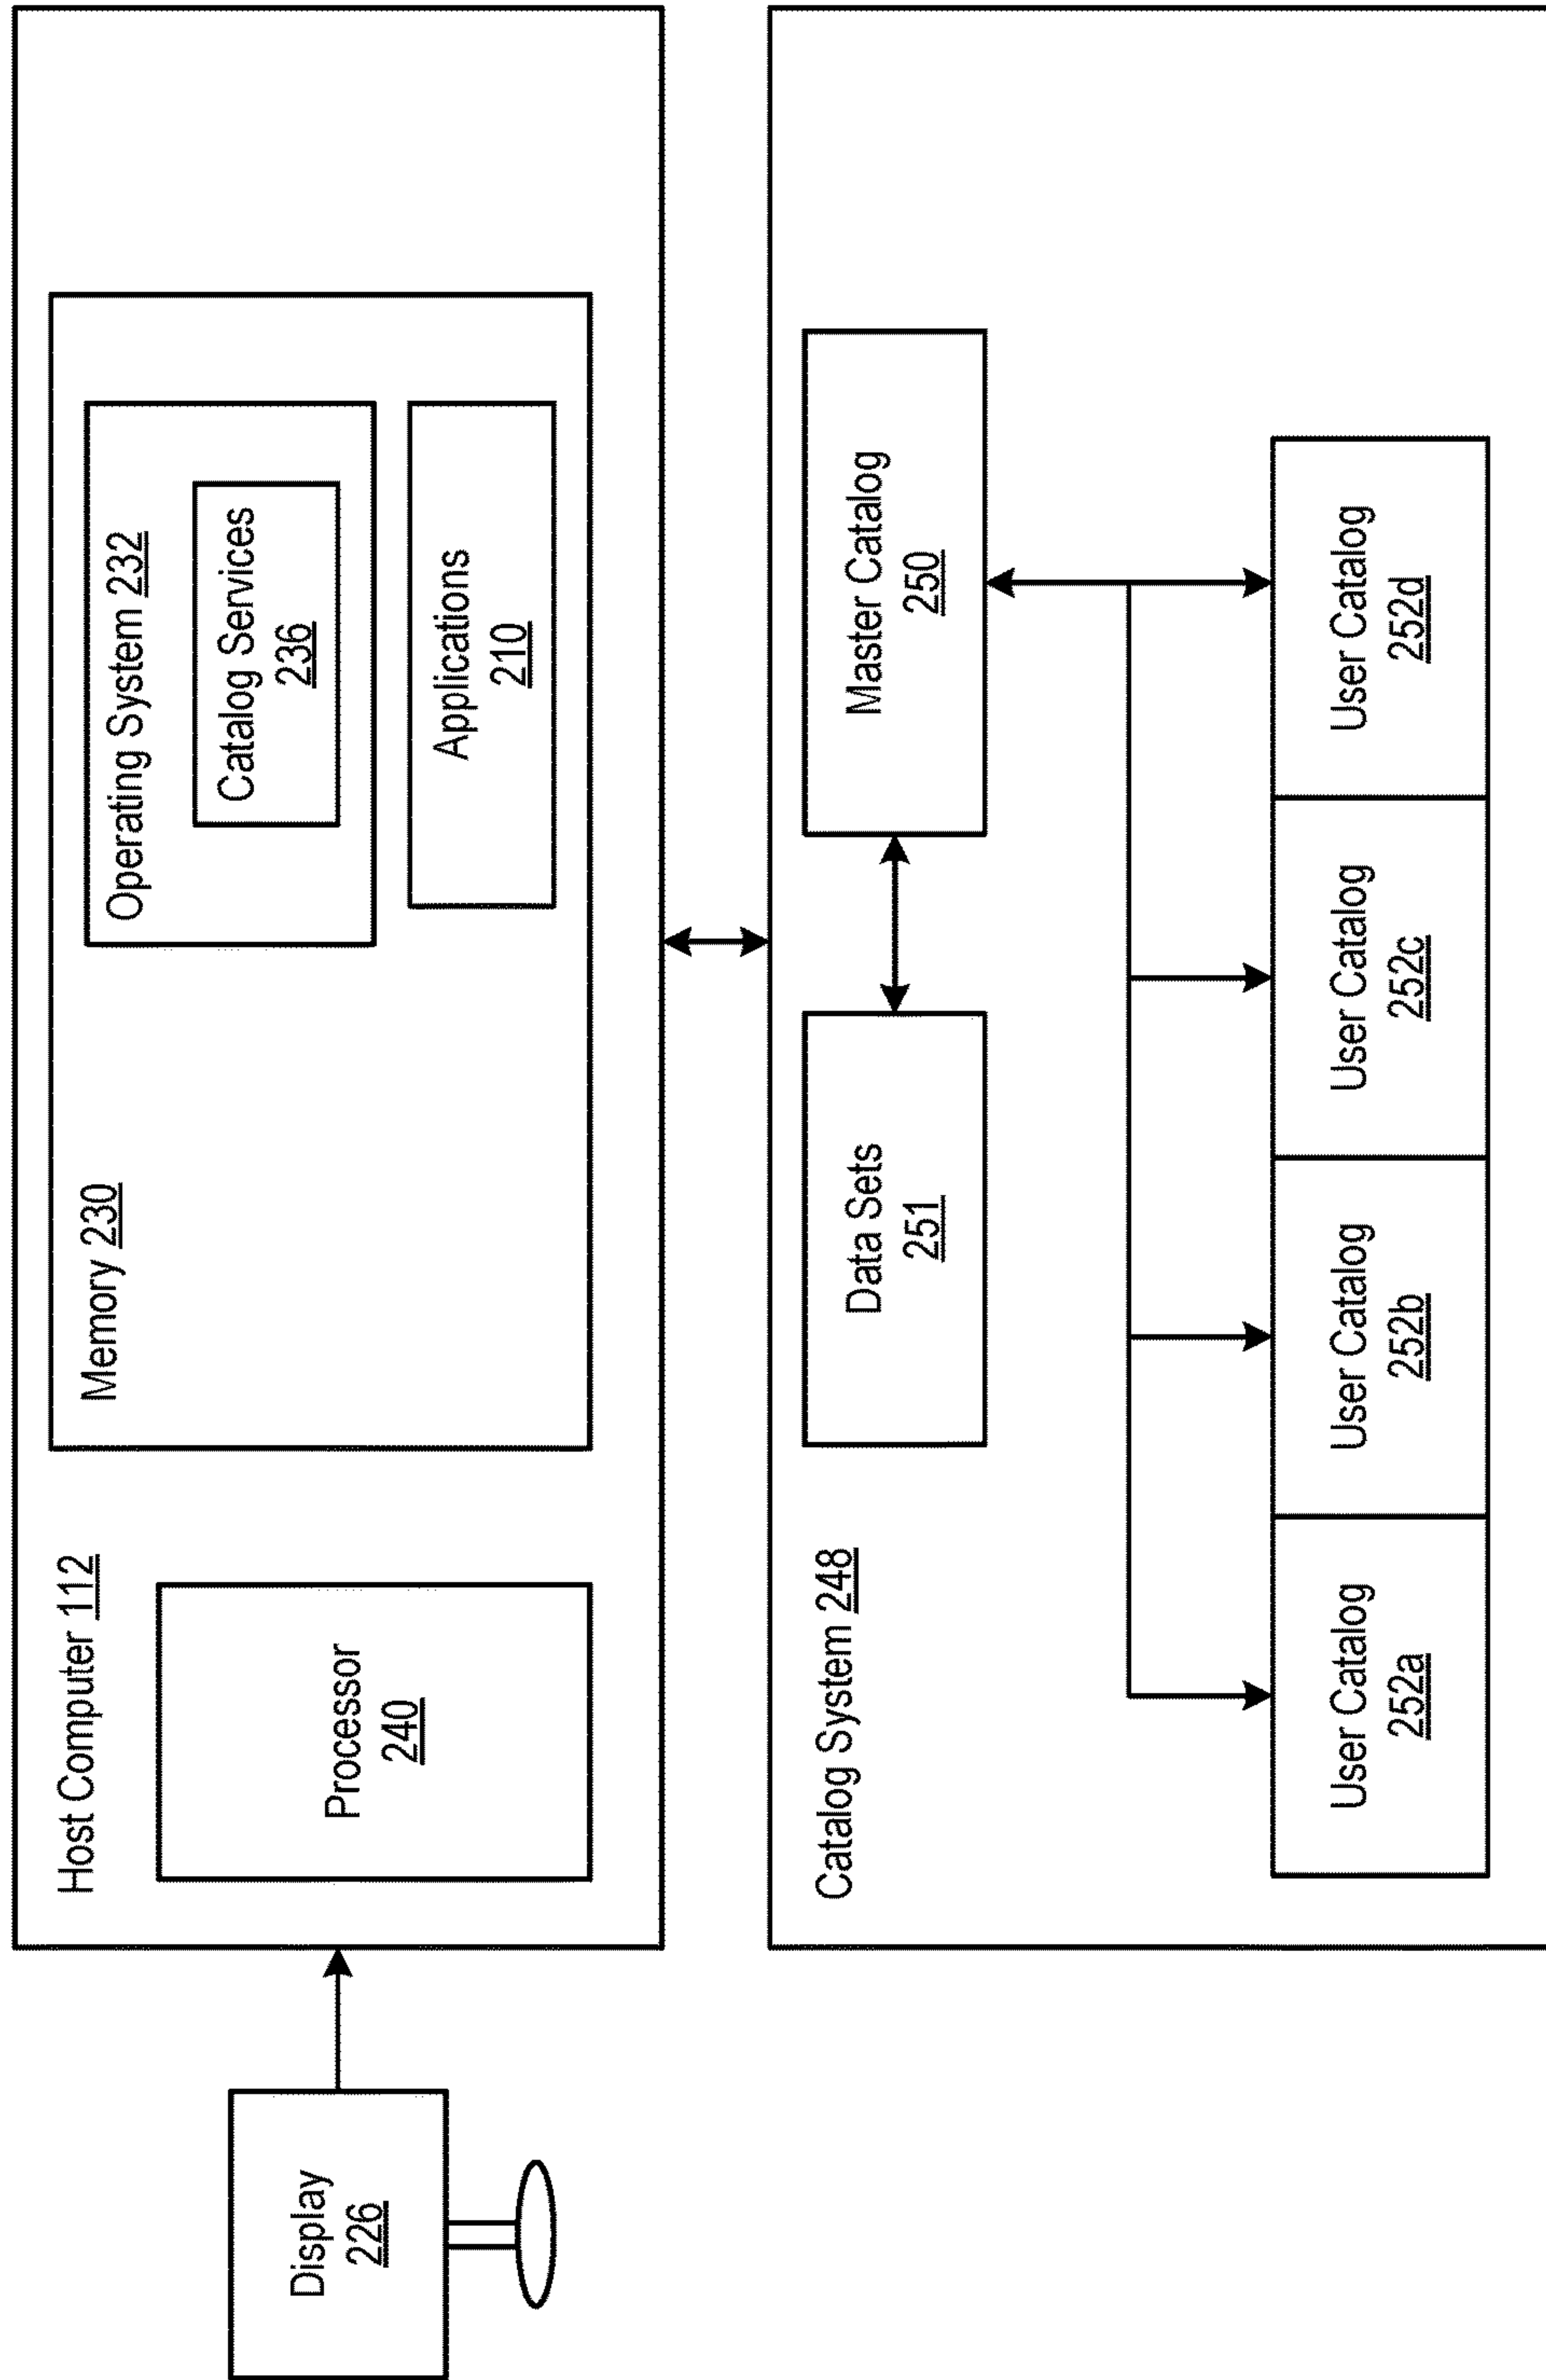 Display
226
Host Computer 112
Processor
240
Memory 230
Operating System 232
Catalog Services
236
Applications
210
Catalog System 248
Data Sets
251
Master Catalog
250
User Catalog
252a
User Catalog
252b
User Catalog
252c
User Catalog
252d